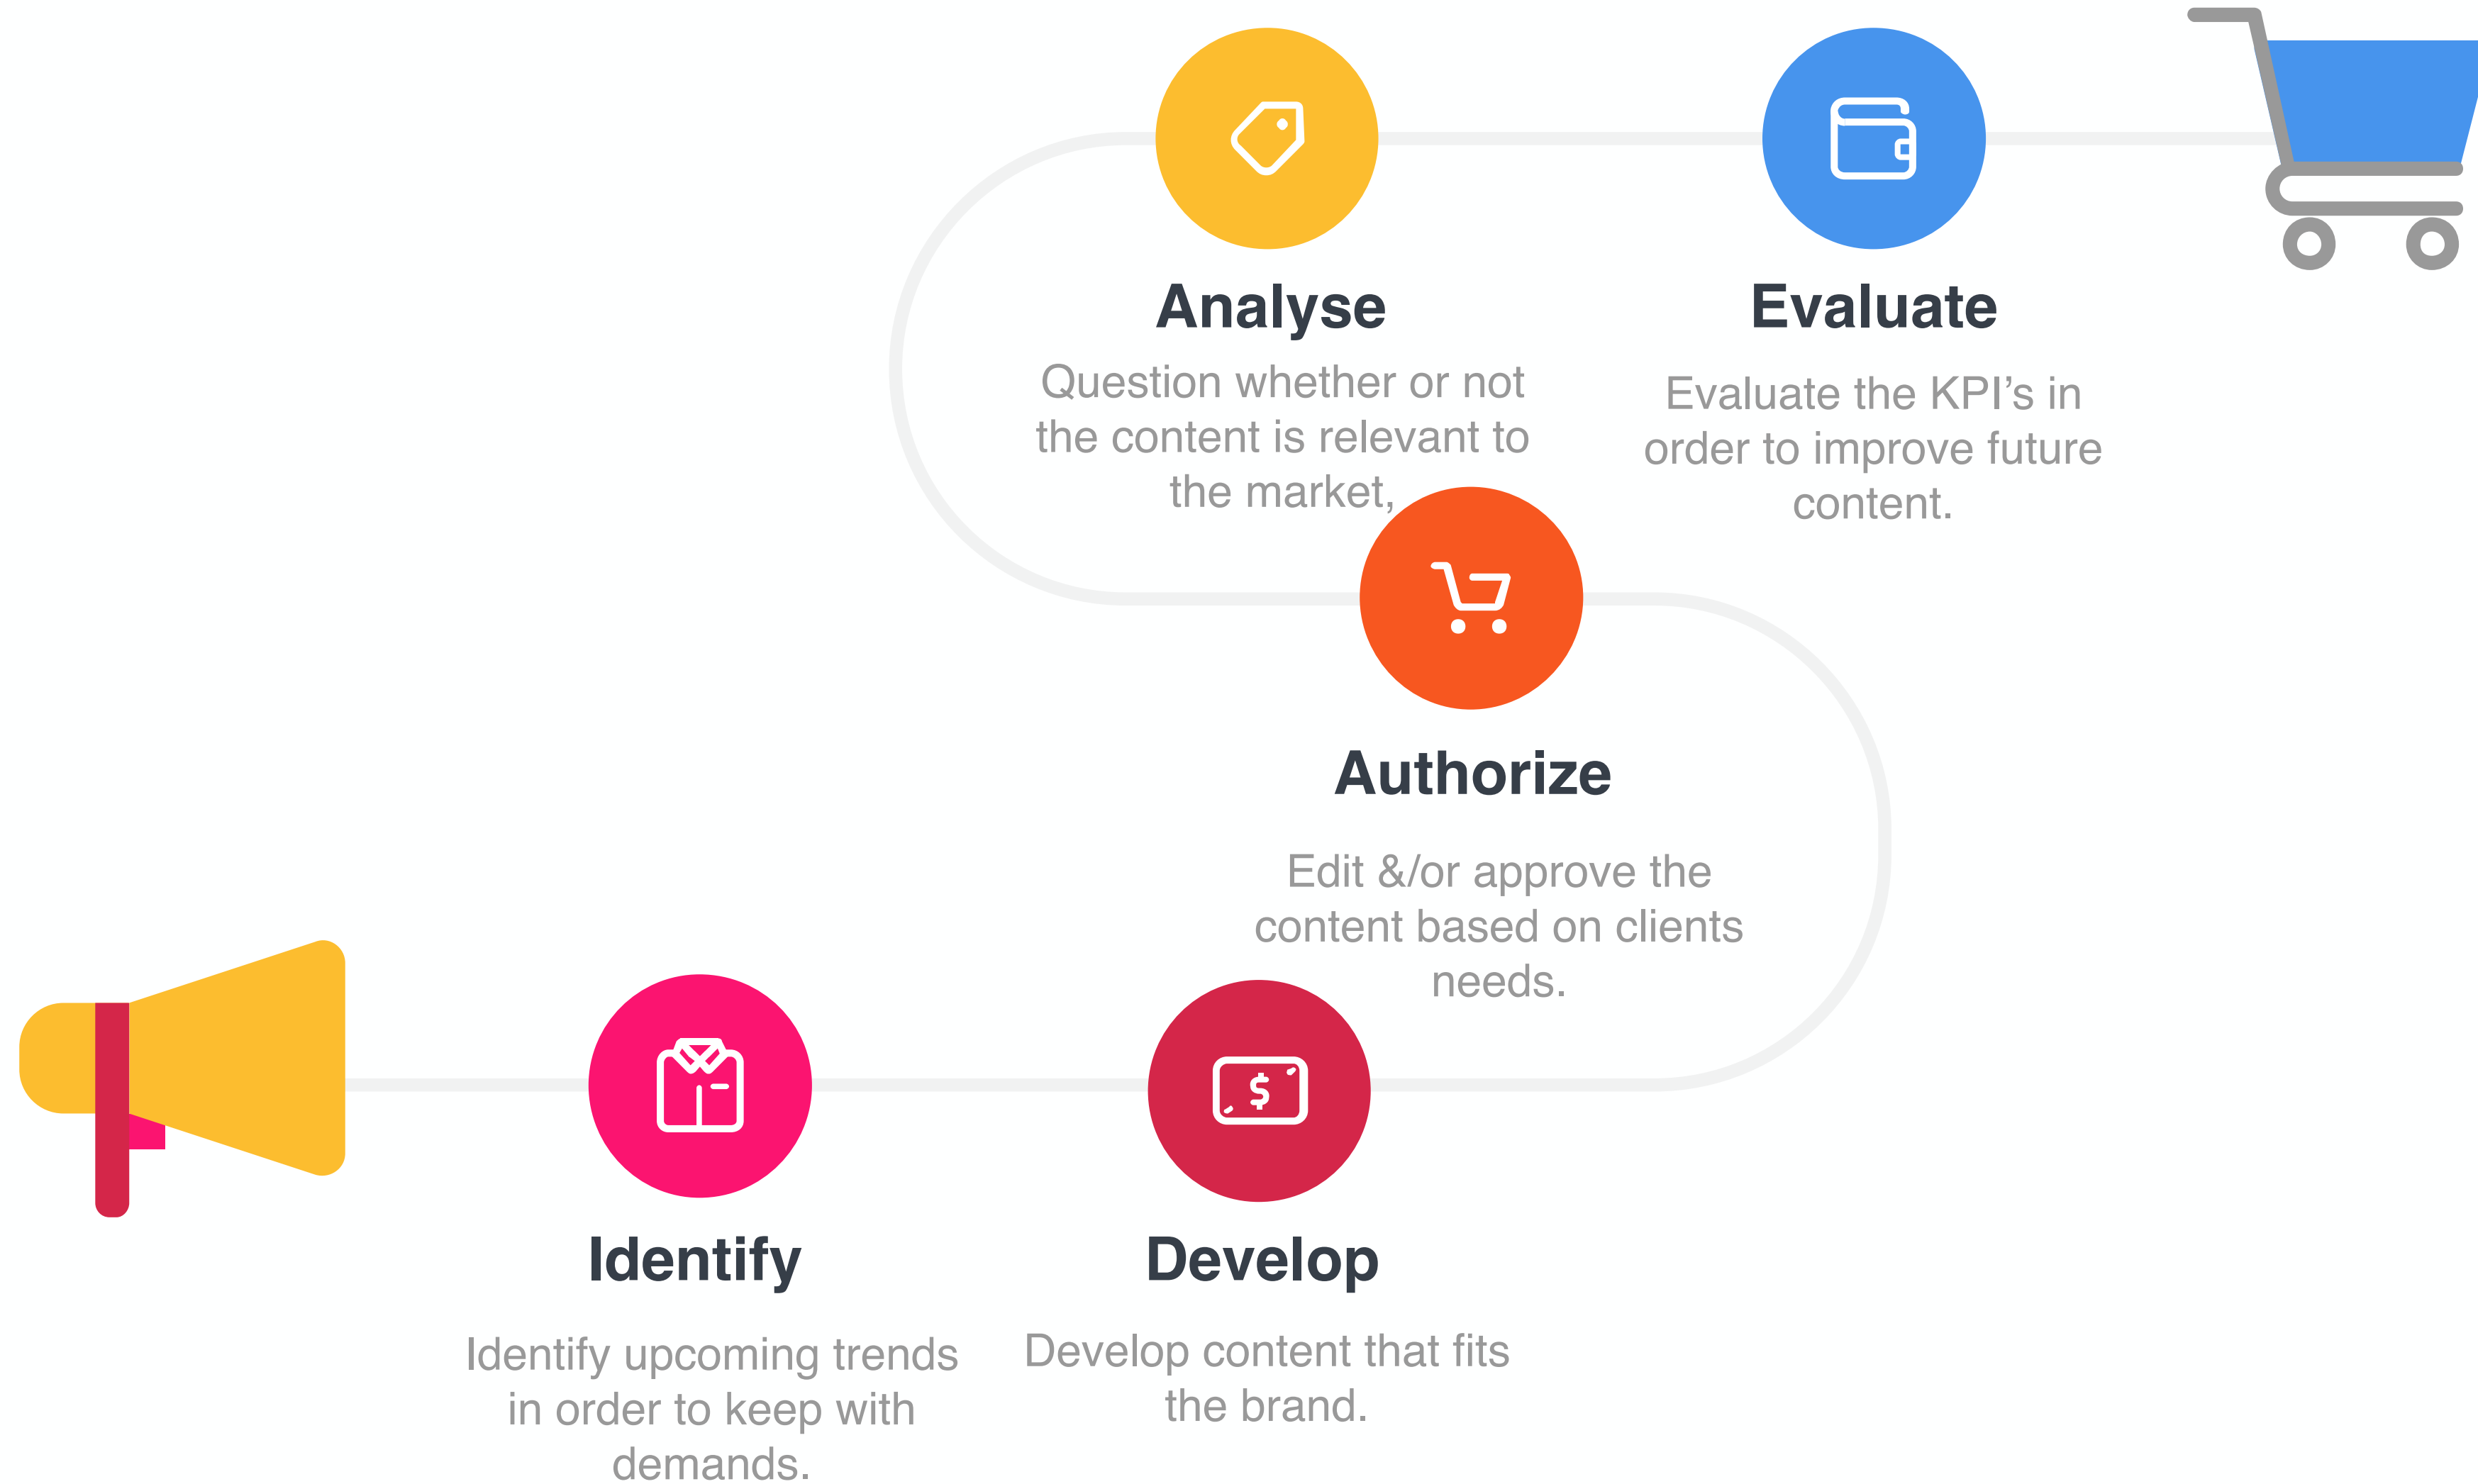 Analyse
Question whether or not
the content is relevant to
the market,
Evaluate
Evaluate the KPI’s in
order to improve future
content.
Authorize
Edit &/or approve the
content based on clients
needs.
Identify
Identify upcoming trends
in order to keep with
demands.
Develop
Develop content that fits
the brand.
$